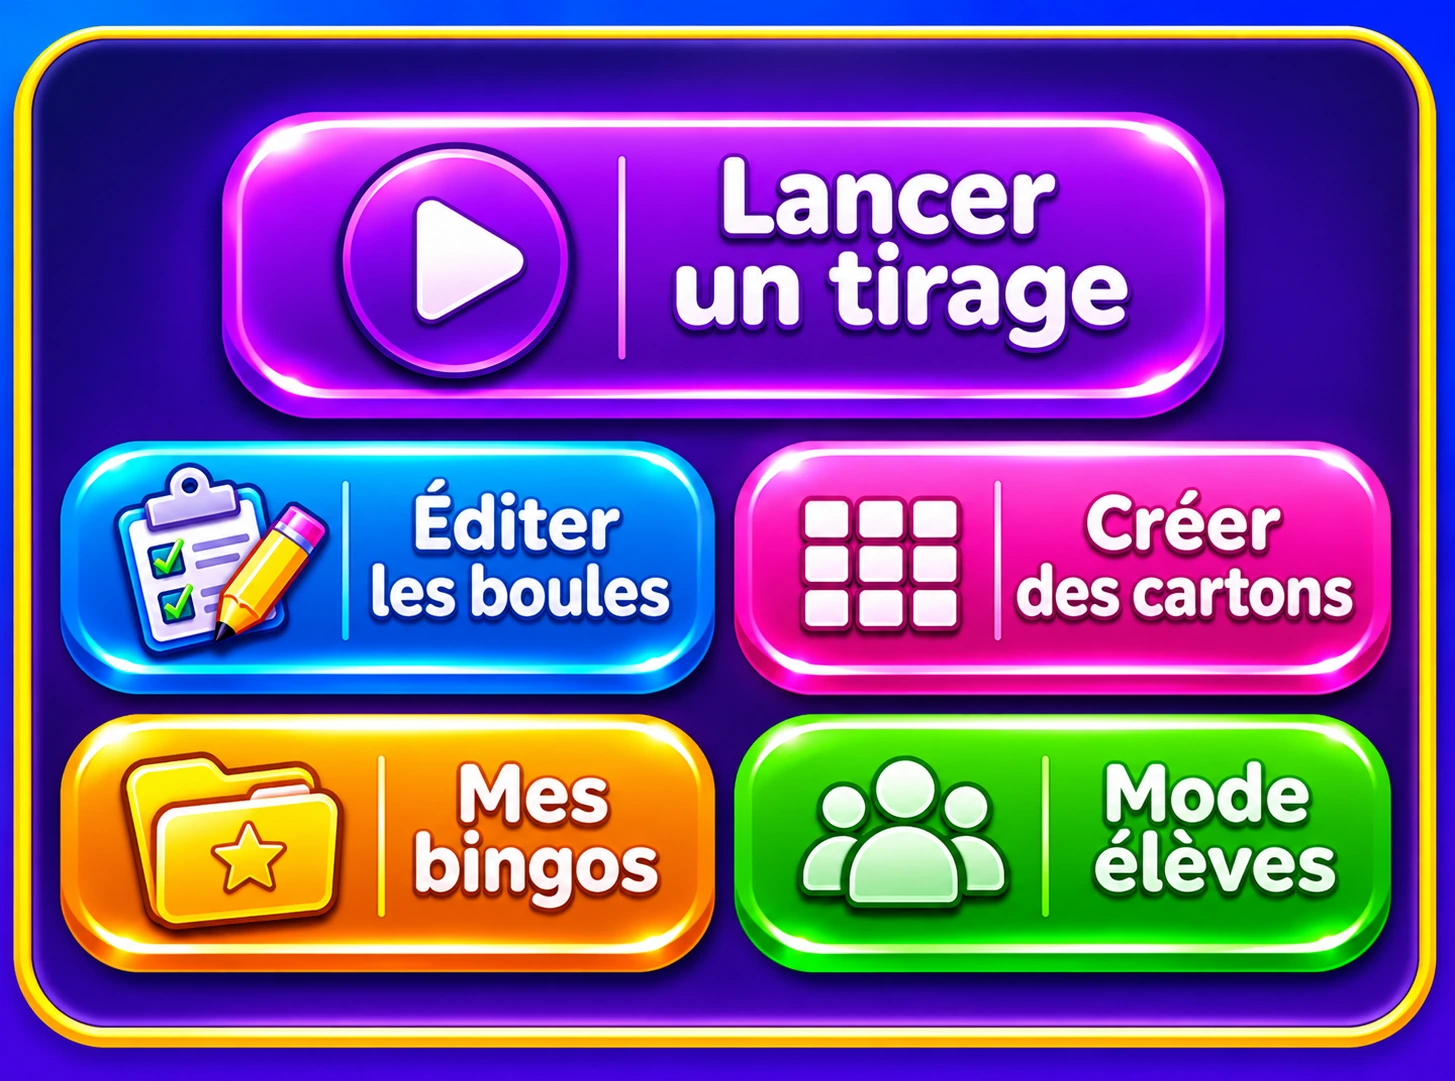 Lancer
un tirage
Éditer
les boules
Créer
des cartons
Mes
bingos
Mode
élèves